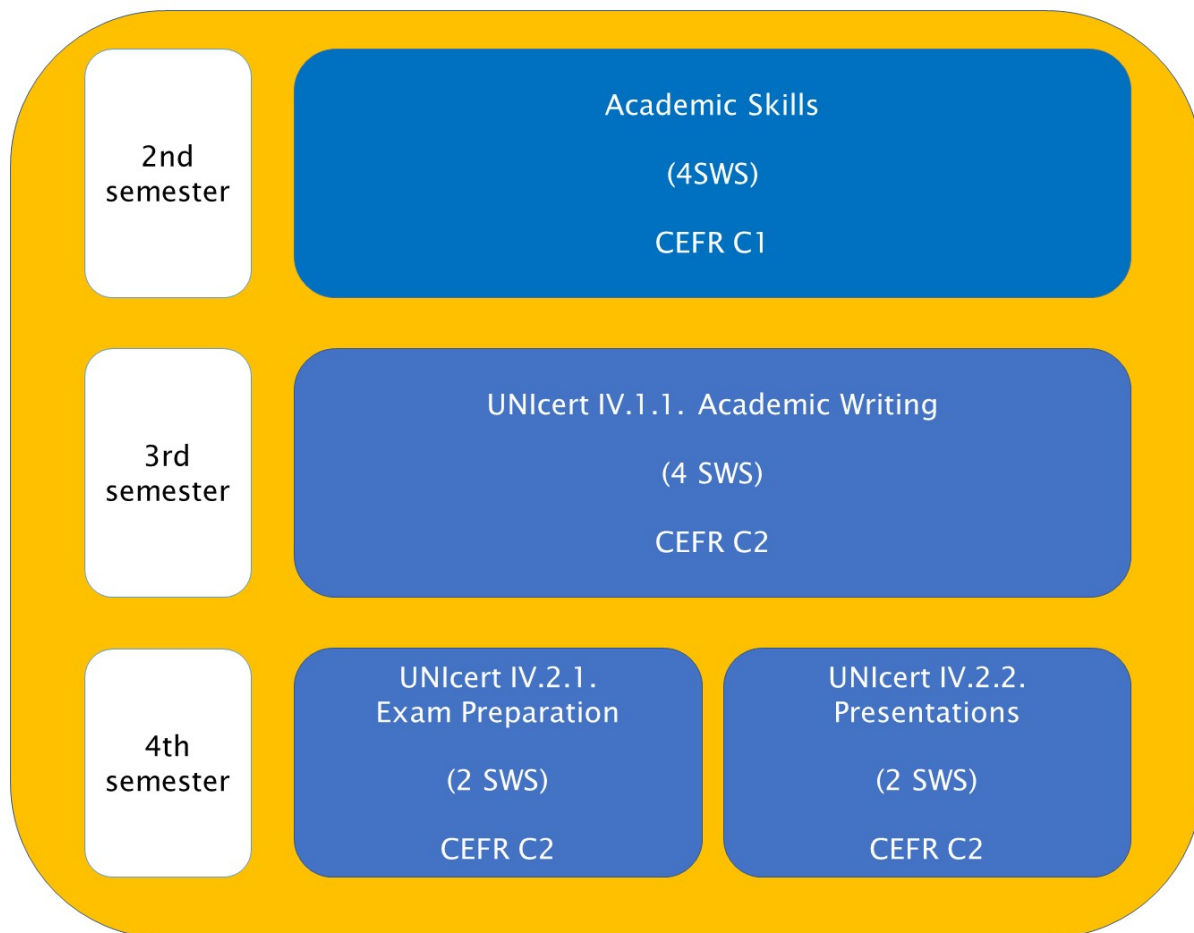 2nd
semester
Academic Skills
(4SWS)
CEFR C1
3rd
semester
UNIcert IV.1.1. Academic Writing
(4 SWS)
CEFR C2
4th
semester
UNIcert IV.2.1.
Exam Preparation
(2 SWS)
CEFR C2
UNIcert IV.2.2.
Presentations
(2 SWS)
CEFR C2